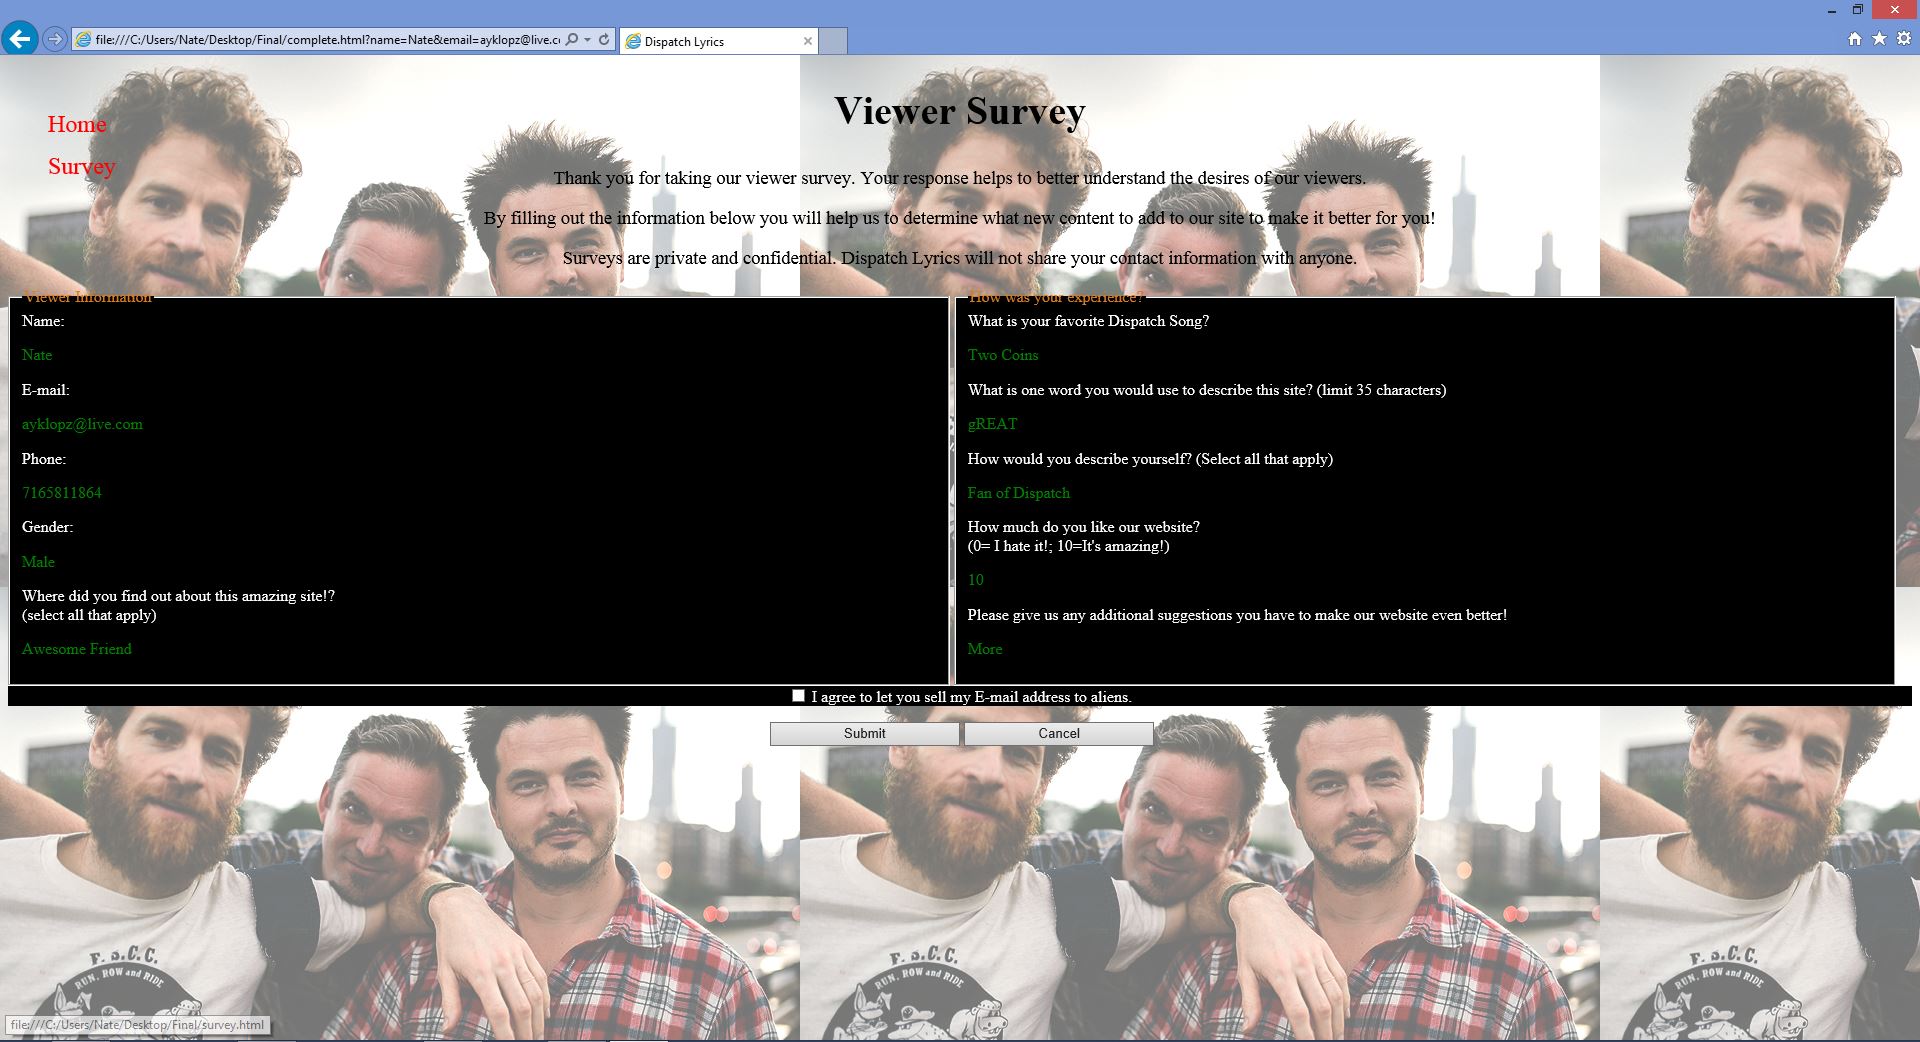 file:///C:/Users/Nate/Desktop/Final/complete.html?name=Nate&email=ayklopz@live.c
Dispatch Lyrics
Viewer Survey
Home
Survey
Thank you for taking our viewer survey. Your response helps to better understand the desires of our viewers.
By filling out the information below you will help us to determine what new content to add to our site to make it better for you!
Surveys are private and confidential. Dispatch Lyrics will not share your contact information with anyone.
Viewer Information
Name:
Nate
E-mail:
ayklopz@live.com
Phone:
7165811864
Gender:
Male
Where did you find out about this amazing site!?
(select all that apply)
Awesome Friend
How was your experience?
What is your favorite Dispatch Song?
Two Coins
What is one word you would use to describe this site? (limit 35 characters)
gREAT
How would you describe yourself? (Select all that apply)
Fan of Dispatch
How much do you like our website?
(0= I hate it!; 10=It's amazing!)
10
Please give us any additional suggestions you have to make our website even better!
More
I agree to let you sell my E-mail address to aliens.
Submit
Cancel
F.S.C.C.
RUN, ROW and RIDE
F.S.C.C.
RUN, ROW and RIDE
F.S.C.C.
RUN, ROW and RIDE
file:///C:/Users/Nate/Desktop/Final/survey.html